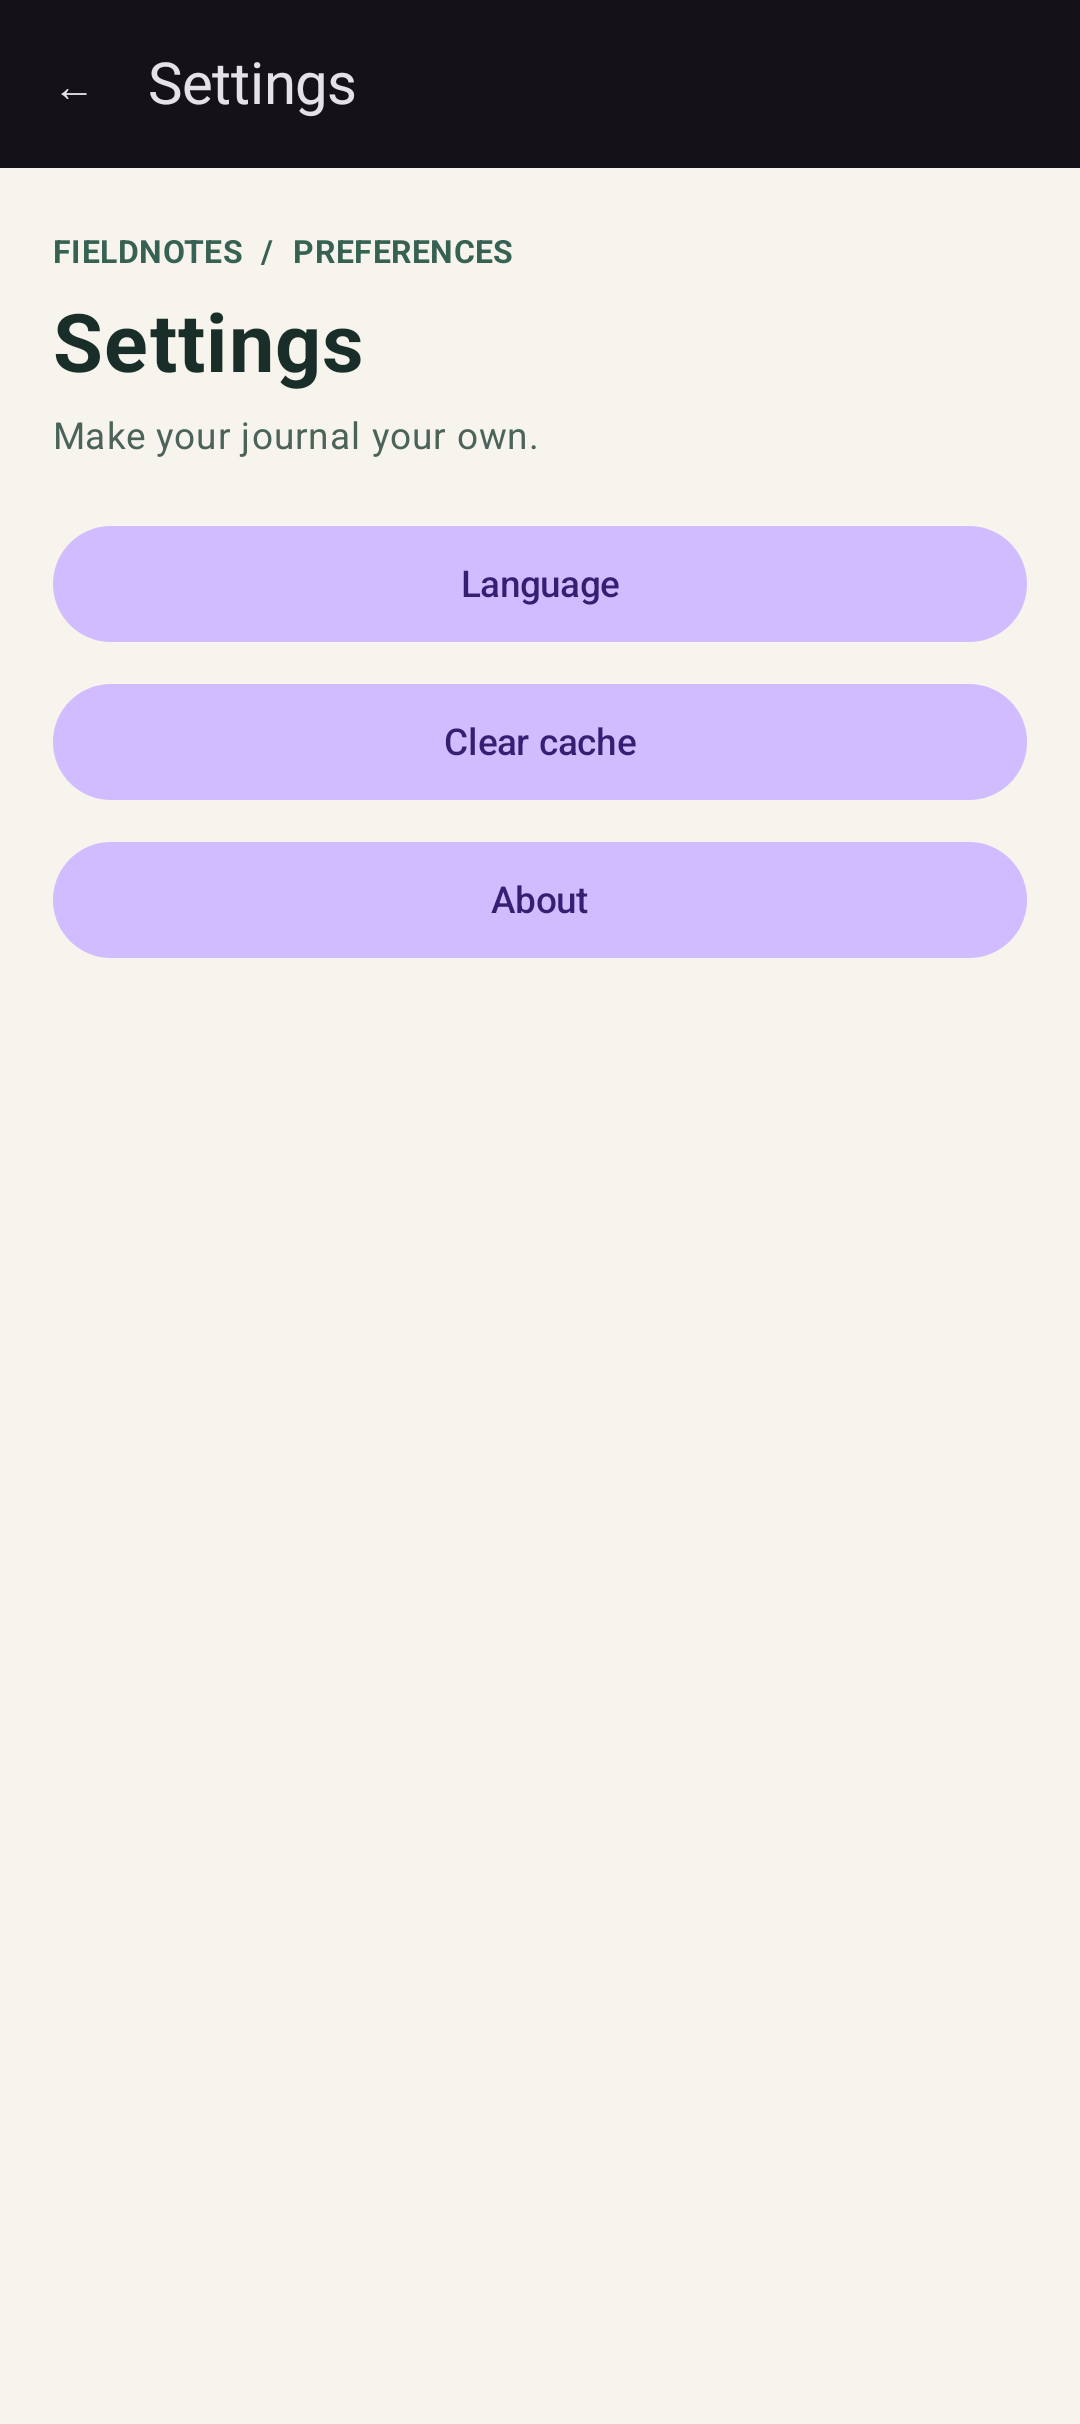 ← Settings
FIELDNOTES / PREFERENCES
Settings
Make your journal your own.
Language
Clear cache
About